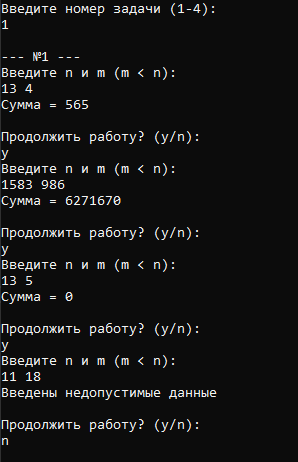 Введите номер задачи (1-4):
1
--- №1 ---
Введите n и m (m < n):
13 4
Сумма = 565
Продолжить работу? (y/n):
y
Введите n и m (m < n):
1583 986
Сумма = 6271670
Продолжить работу? (y/n):
y
Введите n и m (m < n):
13 5
Сумма = 0
Продолжить работу? (y/n):
y
Введите n и m (m < n):
11 18
Введены недопустимые данные
Продолжить работу? (y/n):
n